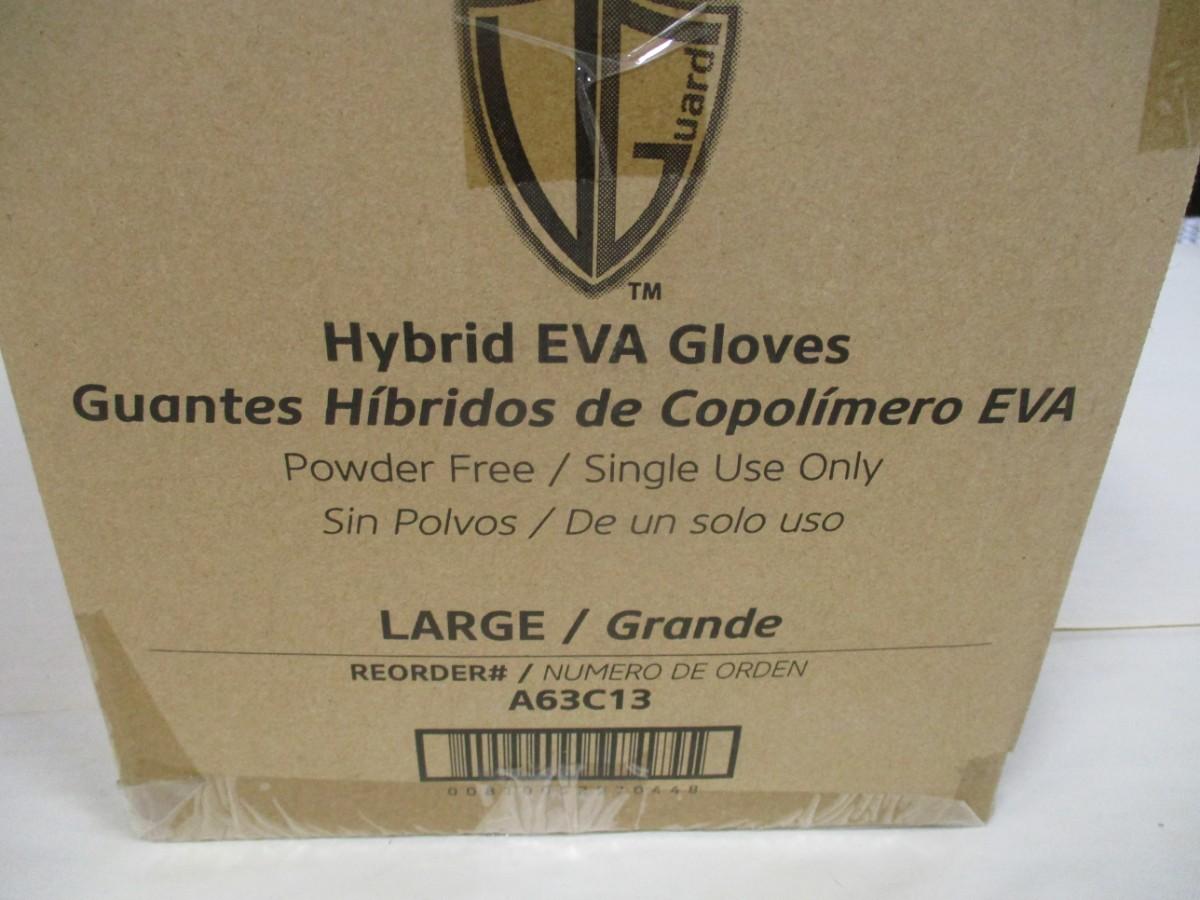 Guard
TM
Hybrid EVA Gloves
Guantes Híbridos de Copolímero EVA
Powder Free / Single Use Only
Sin Polvos / De un solo uso
LARGE / Grande
REORDER# / NUMERO DE ORDEN
A63C13